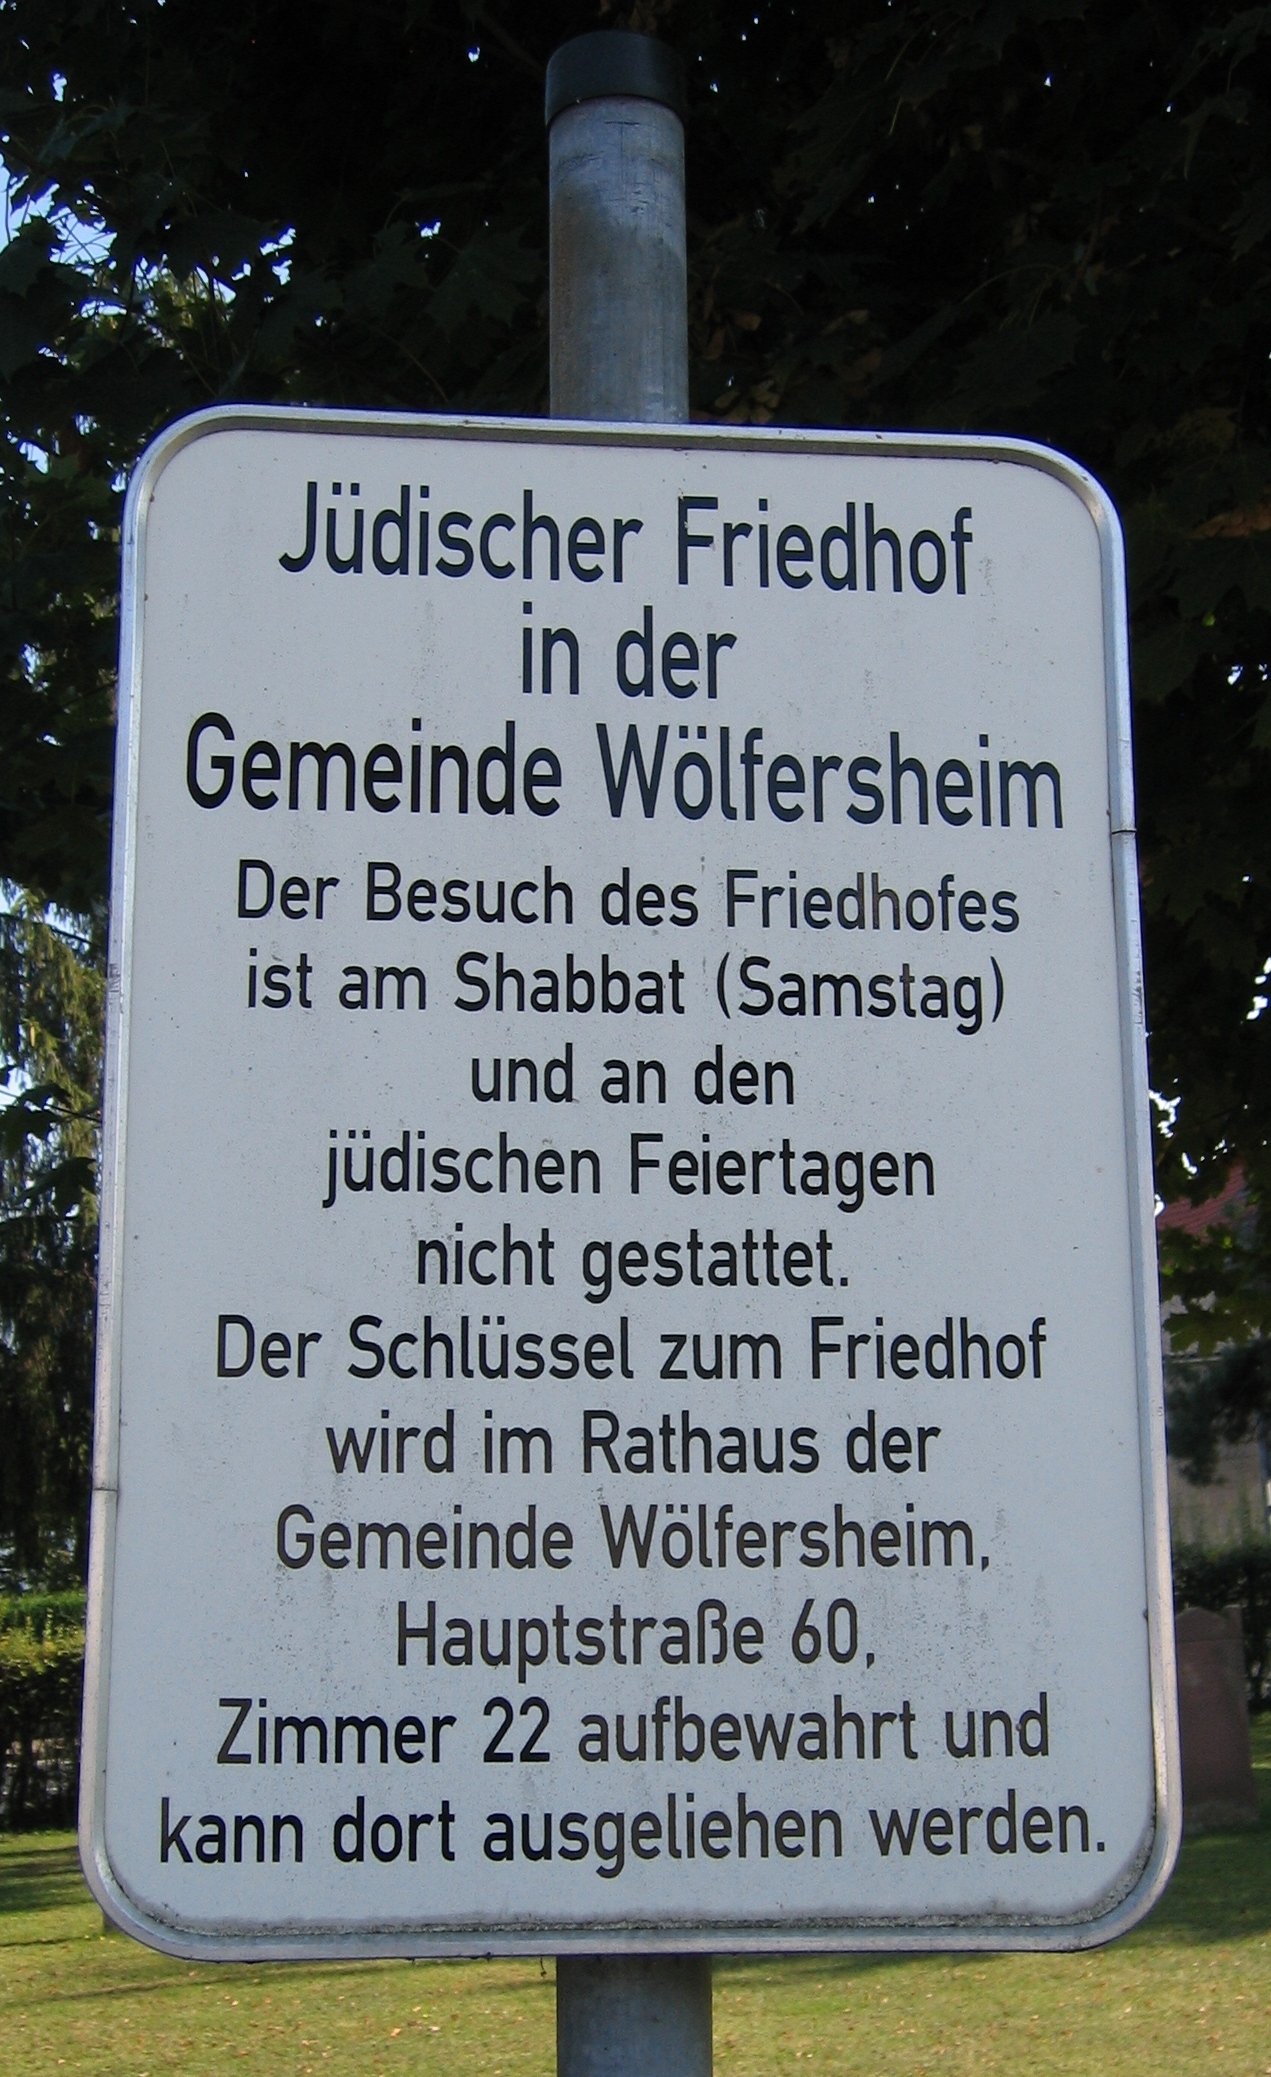 Jüdischer Friedhof
in der
Gemeinde Wölfersheim
Der Besuch des Friedhofes
ist am Shabbat (Samstag)
und an den
jüdischen Feiertagen
nicht gestattet.
Der Schlüssel zum Friedhof
wird im Rathaus der
Gemeinde Wölfersheim,
Hauptstraße 60,
Zimmer 22 aufbewahrt und
kann dort ausgeliehen werden.